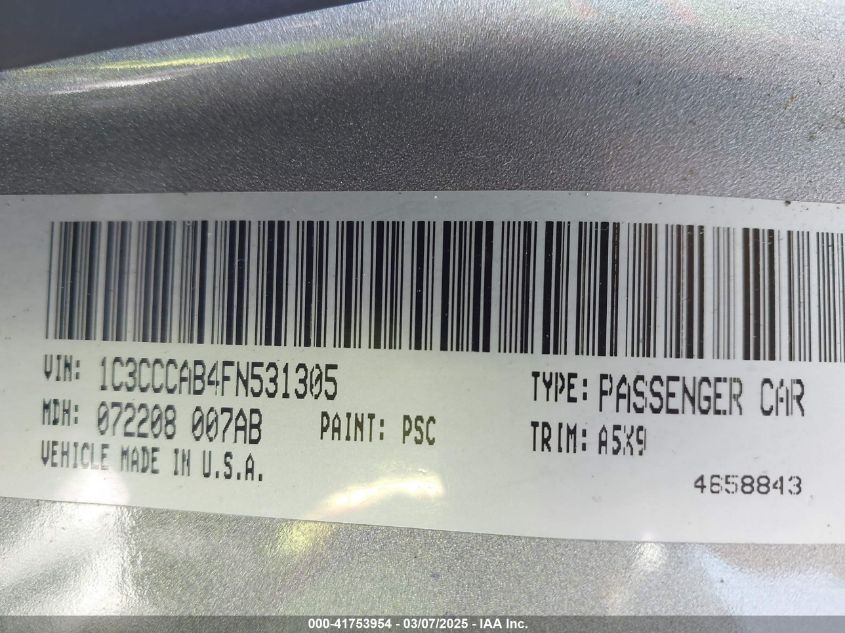 VIN: 1C3CCCAB4FN531305 TYPE: PASSENGER CAR
MDH: 072208 007AB PAINT: PSC TRIM: A5X9
VEHICLE MADE IN U.S.A.
4658843
000-41753954 - 03/07/2025 - IAA Inc.